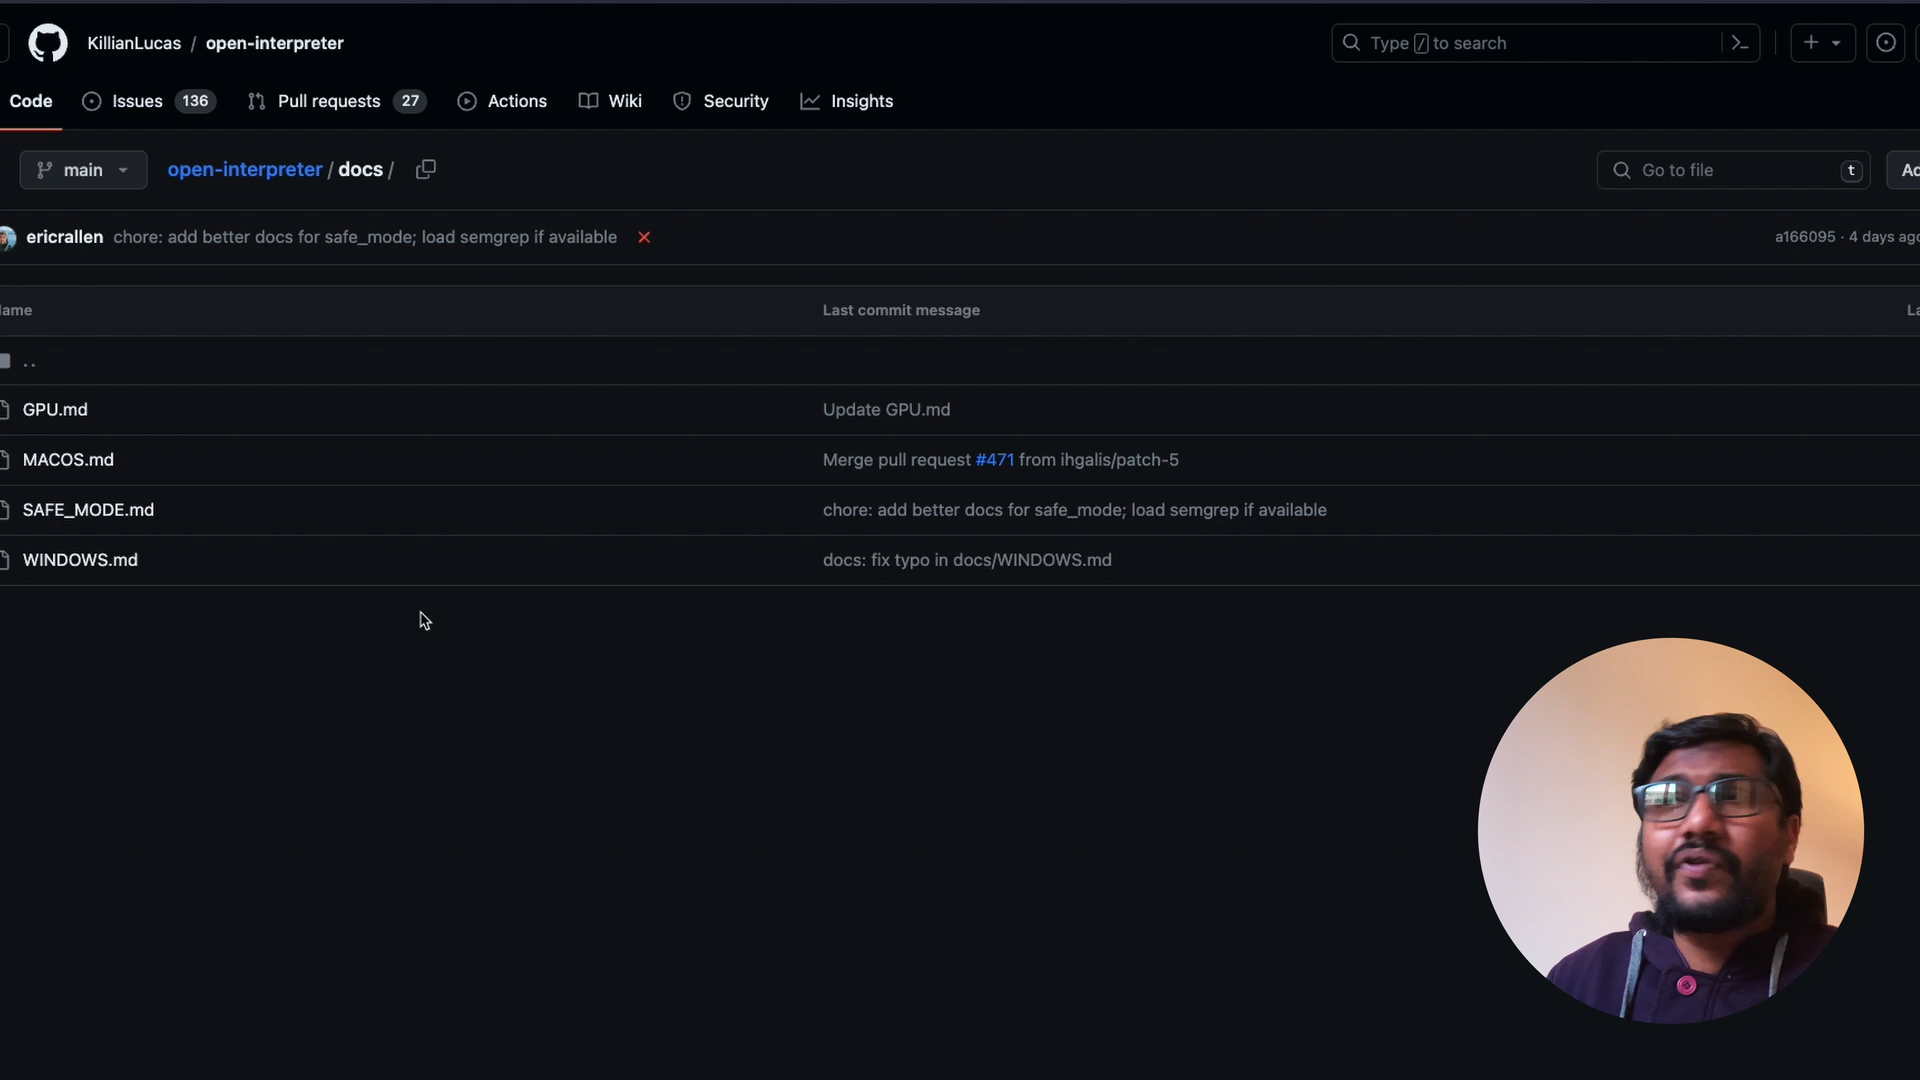 KillianLucas / open-interpreter
Type / to search
Code Issues 136 Pull requests 27 Actions Wiki Security Insights
main open-interpreter / docs / Go to file t
ericrallen chore: add better docs for safe_mode; load semgrep if available a166095 · 4 days
Last commit message
..
GPU.md Update GPU.md
MACOS.md Merge pull request #471 from ihgalis/patch-5
SAFE_MODE.md chore: add better docs for safe_mode; load semgrep if available
WINDOWS.md docs: fix typo in docs/WINDOWS.md